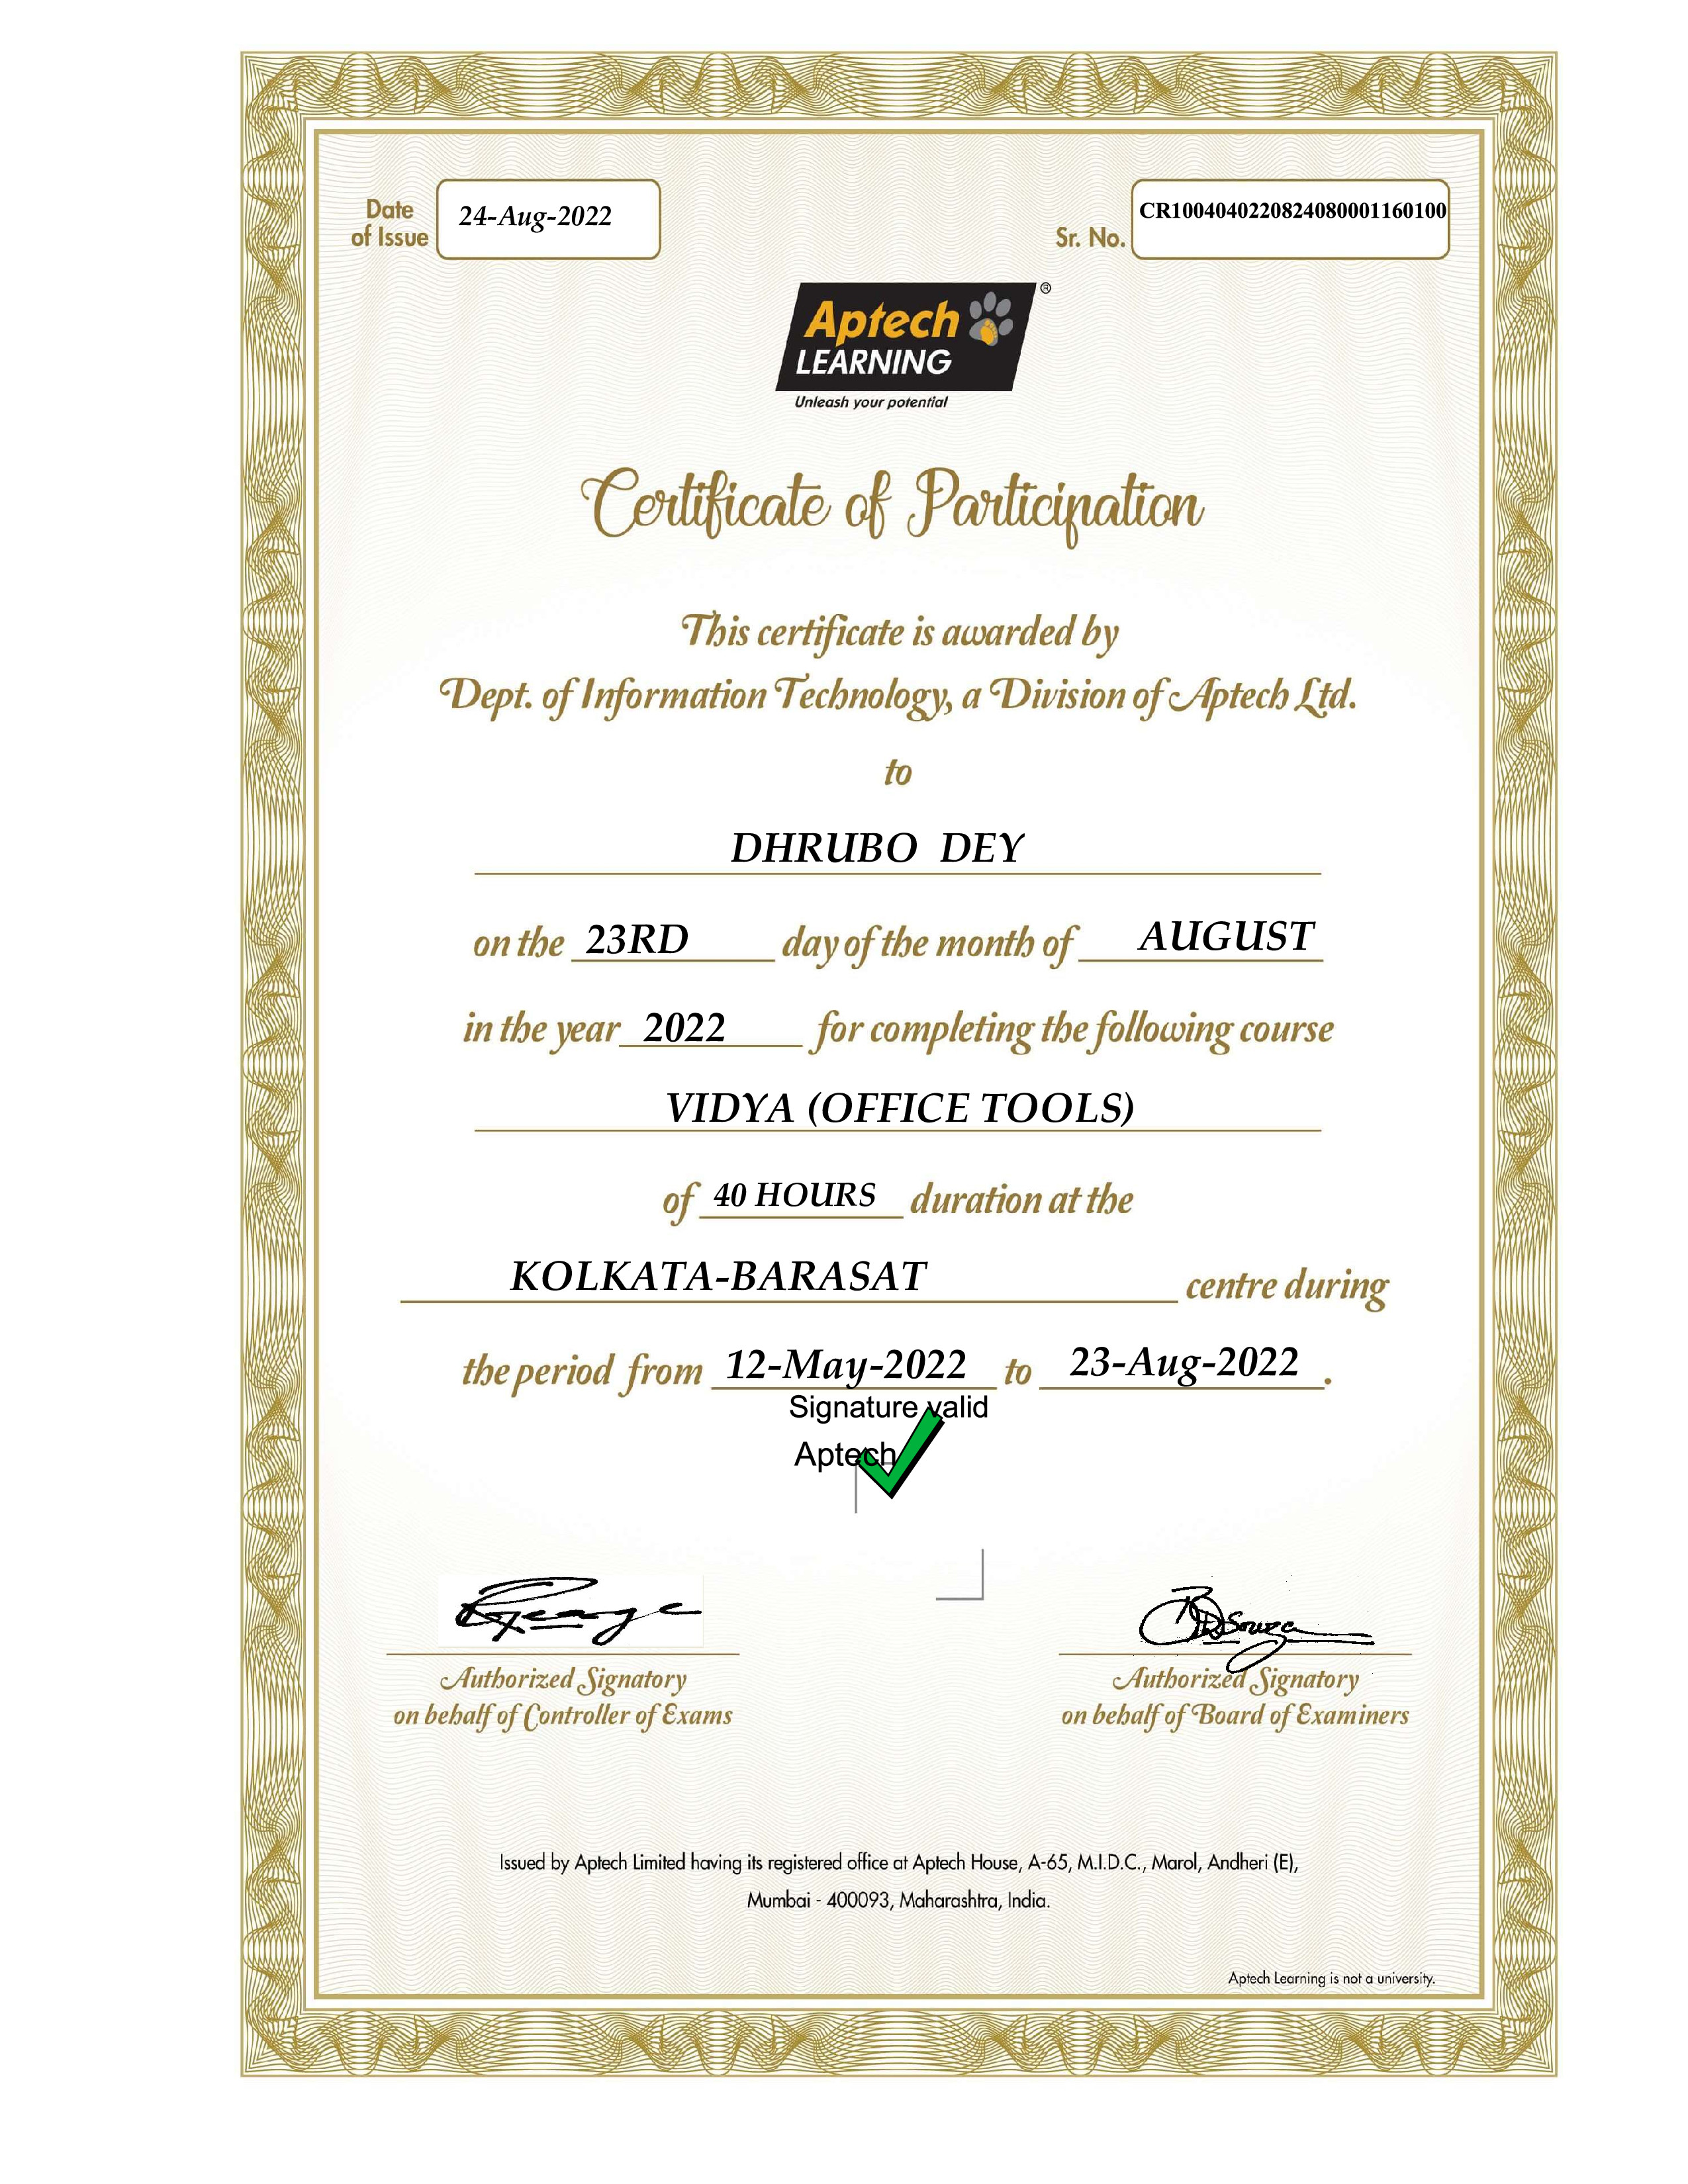 Date
of Issue
24-Aug-2022
Sr. No.
CR1004040220824080001160100
Aptech
LEARNING
®
Unleash your potential
Certificate of Participation
This certificate is awarded by
Dept. of Information Technology, a Division of Aptech Ltd.
to
DHRUBO DEY
on the 23RD day of the month of AUGUST
in the year 2022 for completing the following course
VIDYA (OFFICE TOOLS)
of 40 HOURS duration at the
KOLKATA-BARASAT centre during
the period from 12-May-2022 to 23-Aug-2022 .
Signature valid
Aptech
Authorized Signatory
on behalf of Controller of Exams
Authorized Signatory
on behalf of Board of Examiners
Issued by Aptech Limited having its registered office at Aptech House, A-65, M.I.D.C., Marol, Andheri (E),
Mumbai - 400093, Maharashtra, India.
Aptech Learning is not a university.